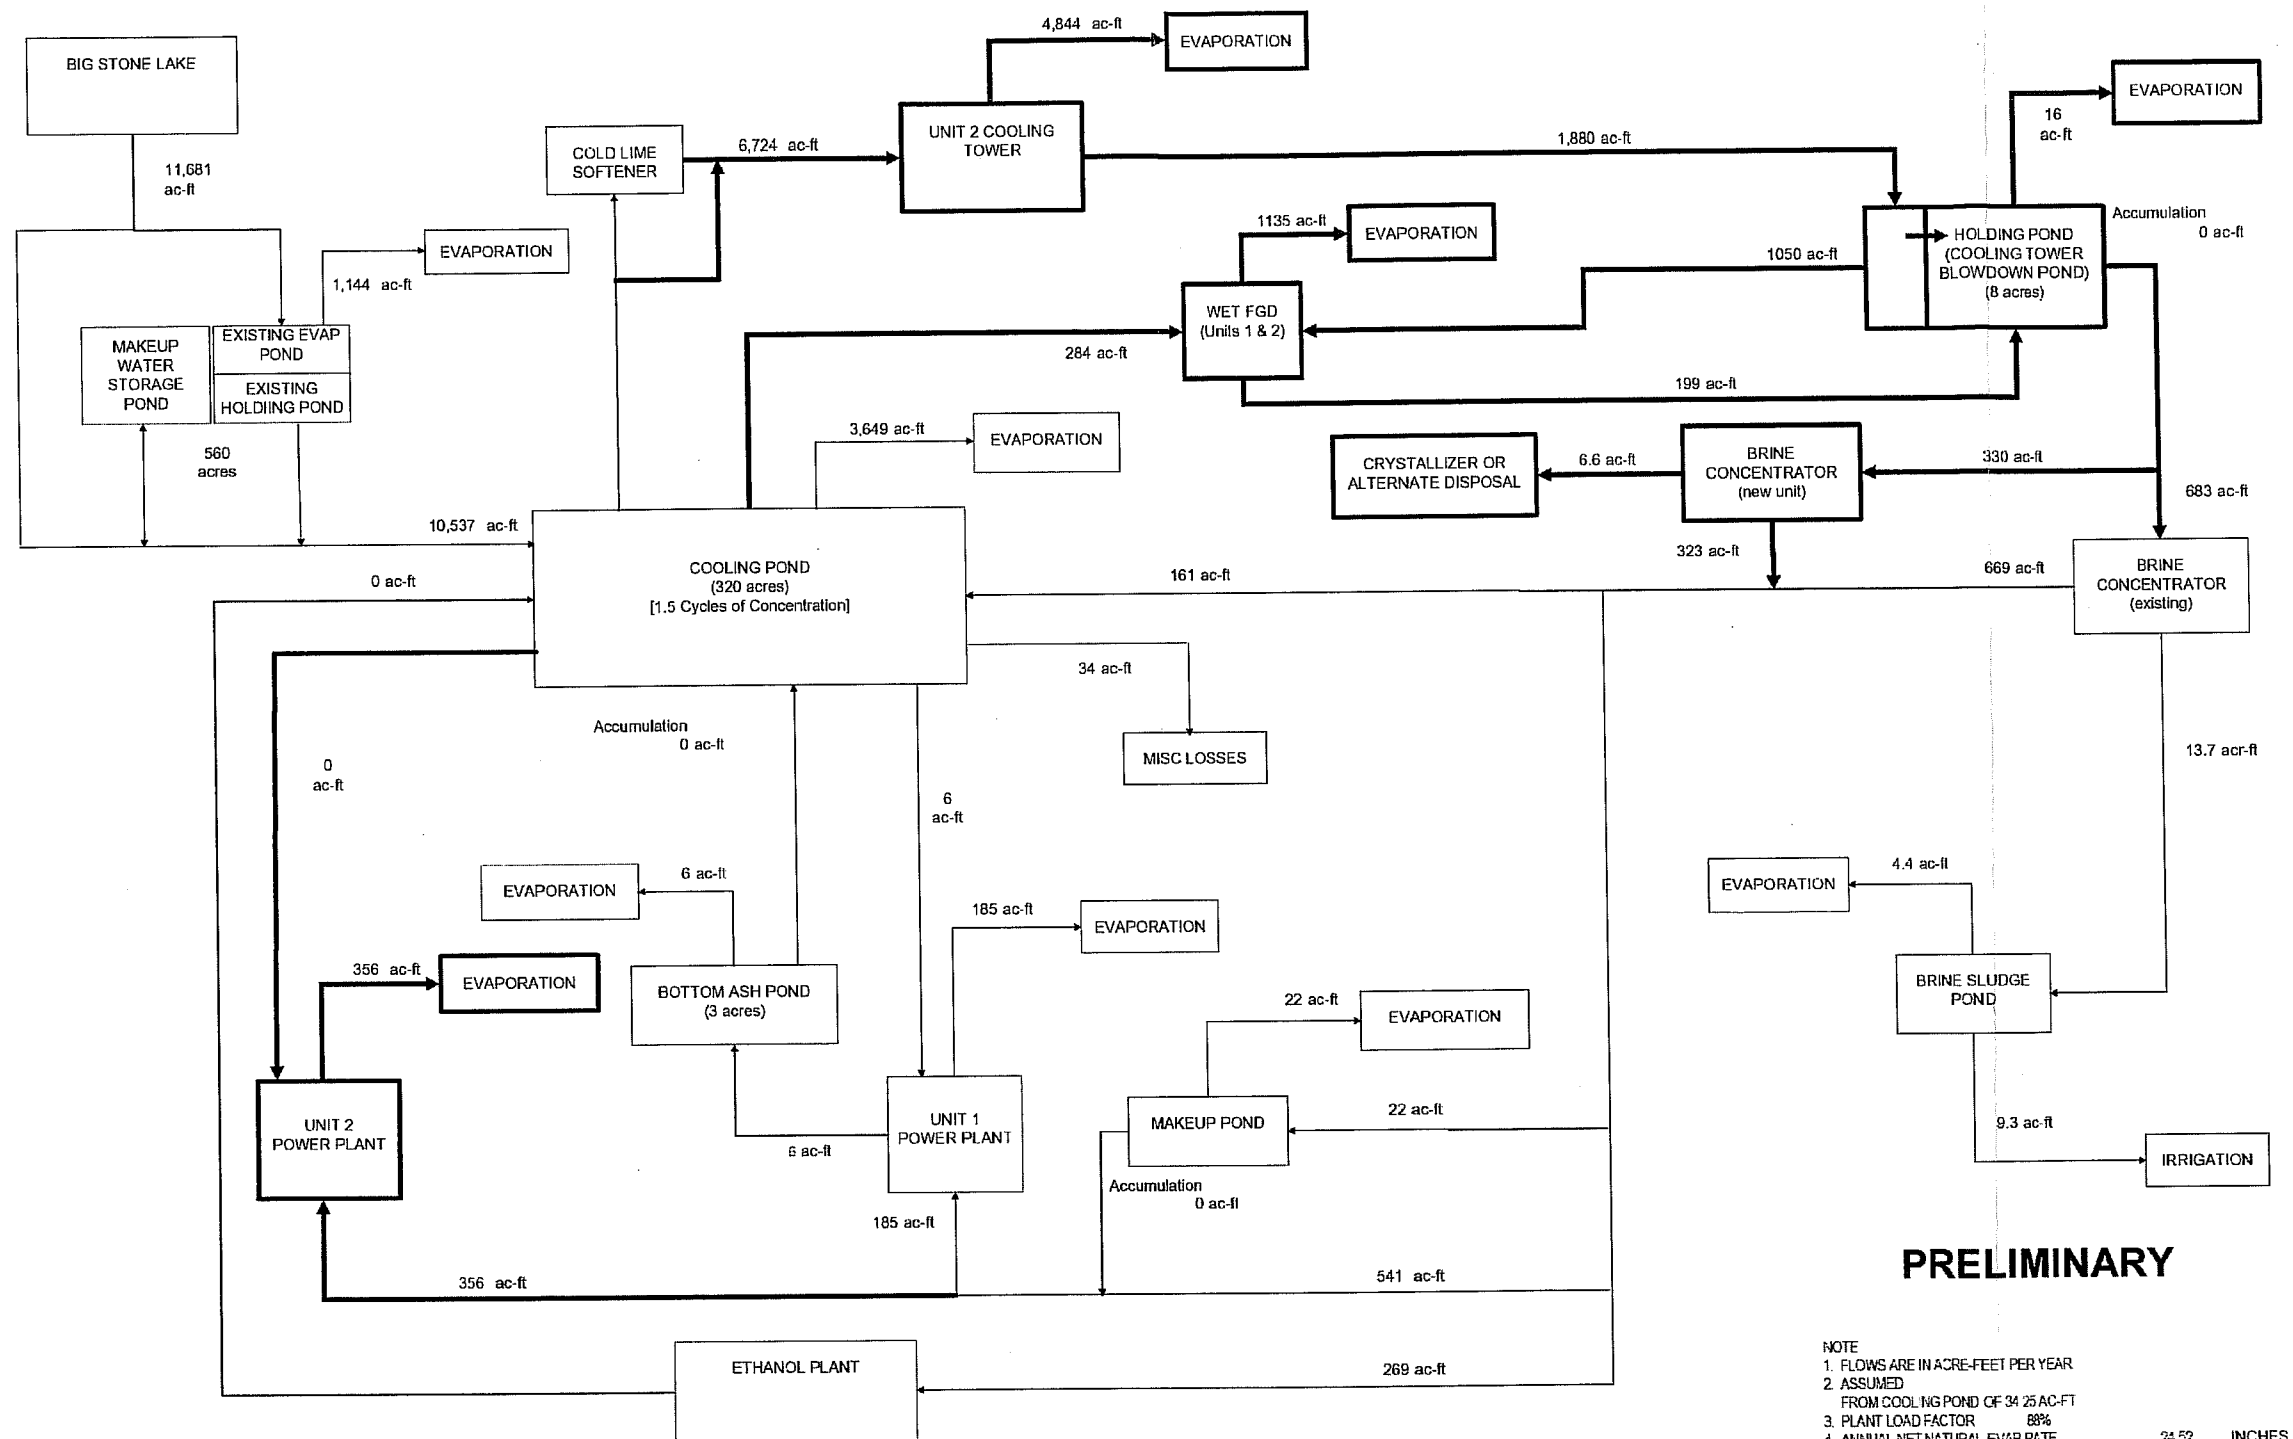 4,844 ac-ft
EVAPORATION
BIG STONE LAKE
11,681
ac-ft
COLD LIME
SOFTENER
6,724 ac-ft
UNIT 2 COOLING
TOWER
1,880 ac-ft
16
ac-ft
EVAPORATION
EVAPORATION
1,144 ac-ft
1135 ac-ft
EVAPORATION
1050 ac-ft
HOLDING POND
(COOLING TOWER
BLOWDOWN POND)
(8 acres)
Accumulation
0 ac-ft
MAKEUP
WATER
STORAGE
POND
EXISTING EVAP
POND
EXISTING
HOLDIING POND
560
acres
WET FGD
(Units 1 & 2)
284 ac-ft
199 ac-ft
3,649 ac-ft
EVAPORATION
CRYSTALLIZER OR
ALTERNATE DISPOSAL
6.6 ac-ft
BRINE
CONCENTRATOR
(new unit)
330 ac-ft
683 ac-ft
10,537 ac-ft
0 ac-ft
COOLING POND
(320 acres)
[1.5 Cycles of Concentration]
161 ac-ft
323 ac-ft
669 ac-ft
BRINE
CONCENTRATOR
(existing)
34 ac-ft
MISC LOSSES
Accumulation
0 ac-ft
0
ac-ft
6
ac-ft
13.7 acr-ft
EVAPORATION
6 ac-ft
185 ac-ft
EVAPORATION
EVAPORATION
4.4 ac-ft
356 ac-ft
EVAPORATION
BOTTOM ASH POND
(3 acres)
22 ac-ft
EVAPORATION
BRINE SLUDGE
POND
UNIT 2
POWER PLANT
6 ac-ft
UNIT 1
POWER PLANT
MAKEUP POND
22 ac-ft
9.3 ac-ft
IRRIGATION
Accumulation
0 ac-ft
185 ac-ft
356 ac-ft
541 ac-ft
PRELIMINARY
ETHANOL PLANT
269 ac-ft
NOTE
1. FLOWS ARE IN ACRE-FEET PER YEAR
2. ASSUMED
FROM COOLING POND OF 34.25 AC-FT
3. PLANT LOAD FACTOR 88%
4. ANNUAL NET NATURAL EVAP RATE 24.52 INCHES